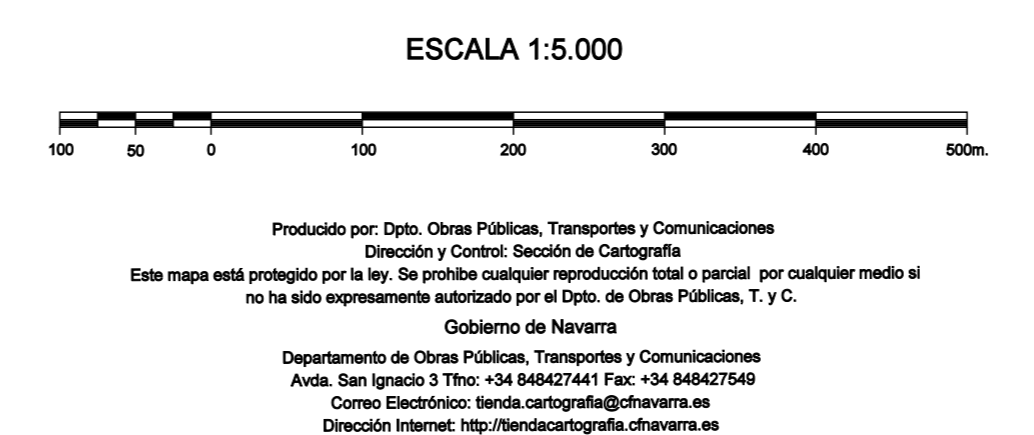 ESCALA 1:5.000
100 50 0 100 200 300 400 500m.
Producido por: Dpto. Obras Públicas, Transportes y Comunicaciones
Dirección y Control: Sección de Cartografía
Este mapa está protegido por la ley. Se prohibe cualquier reproducción total o parcial por cualquier medio si
no ha sido expresamente autorizado por el Dpto. de Obras Públicas, T. y C.
Gobierno de Navarra
Departamento de Obras Públicas, Transportes y Comunicaciones
Avda. San Ignacio 3 Tfno: +34 848427441 Fax: +34 848427549
Correo Electrónico: tienda.cartografia@cfnavarra.es
Dirección Internet: http://tiendacartografia.cfnavarra.es